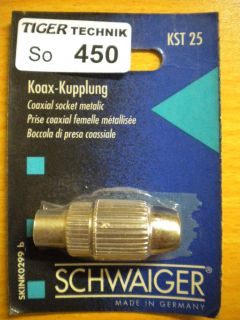 TIGER TECHNIK
So 450
KST 25
Koax-Kupplung
Coaxial socket metalic
Prise coaxial femelle métallisée
Boccola di presa coassiale
SKINK0299_b
SCHWAIGER
MADE IN GERMANY